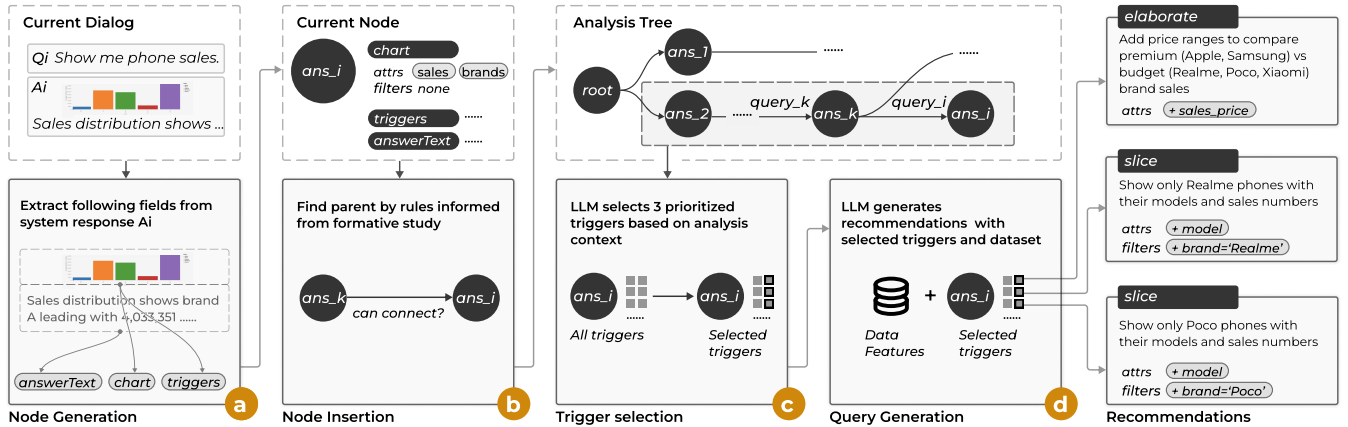 Current Dialog
Qi Show me phone sales.
Ai
Sales distribution shows ...
Extract following fields from
system response Ai
Sales distribution shows brand
A leading with 4,033,351 ......
answerText
chart
triggers
a
Node Generation
Current Node
ans_i
chart
attrs sales brands
filters none
triggers ......
answerText ......
Find parent by rules informed
from formative study
ans_k
can connect?
ans_i
b
Node Insertion
Analysis Tree
root
ans_1
......
ans_2
......
query_k
ans_k
......
query_i
ans_i
LLM selects 3 prioritized
triggers based on analysis
context
ans_i
......
All triggers
ans_i
......
Selected
triggers
c
Trigger selection
LLM generates
recommendations with
selected triggers and dataset
+
ans_i
......
Data
Features
Selected
triggers
d
Query Generation
elaborate
Add price ranges to compare
premium (Apple, Samsung) vs
budget (Realme, Poco, Xiaomi)
brand sales
attrs + sales_price
slice
Show only Realme phones with
their models and sales numbers
attrs + model
filters + brand=‘Realme’
slice
Show only Poco phones with
their models and sales numbers
attrs + model
filters + brand=‘Poco’
Recommendations